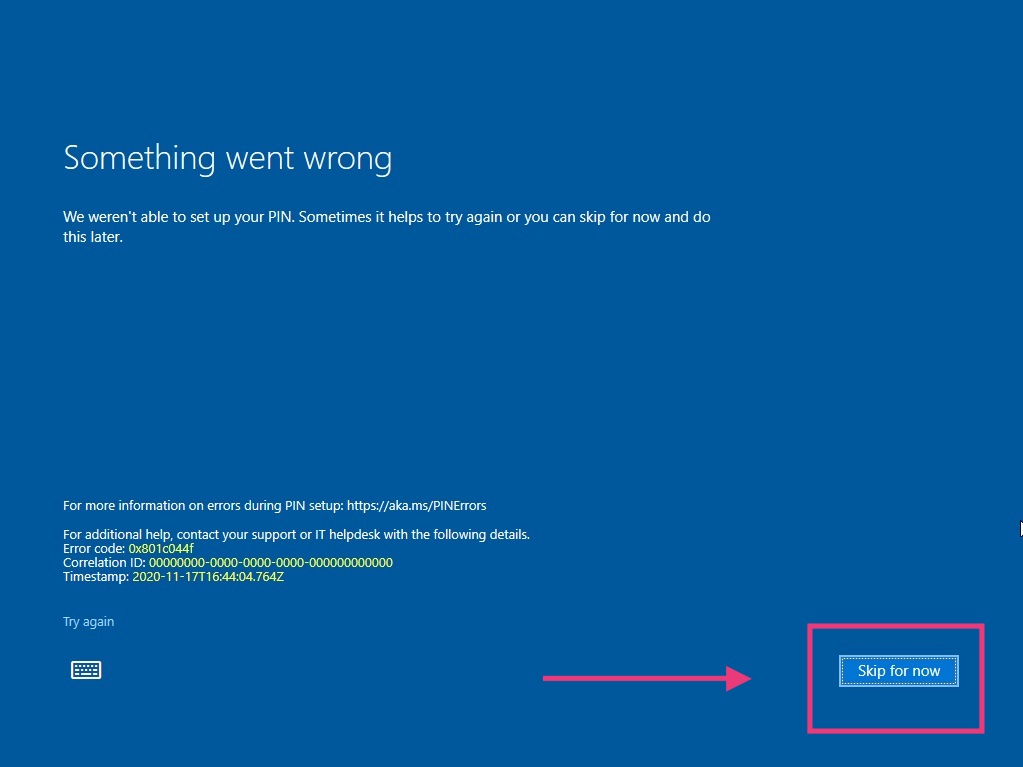 Something went wrong
We weren't able to set up your PIN. Sometimes it helps to try again or you can skip for now and do
this later.
For more information on errors during PIN setup: https://aka.ms/PINErrors
For additional help, contact your support or IT helpdesk with the following details.
Error code: 0x801c044f
Correlation ID: 00000000-0000-0000-0000-000000000000
Timestamp: 2020-11-17T16:44:04.764Z
Try again
Skip for now